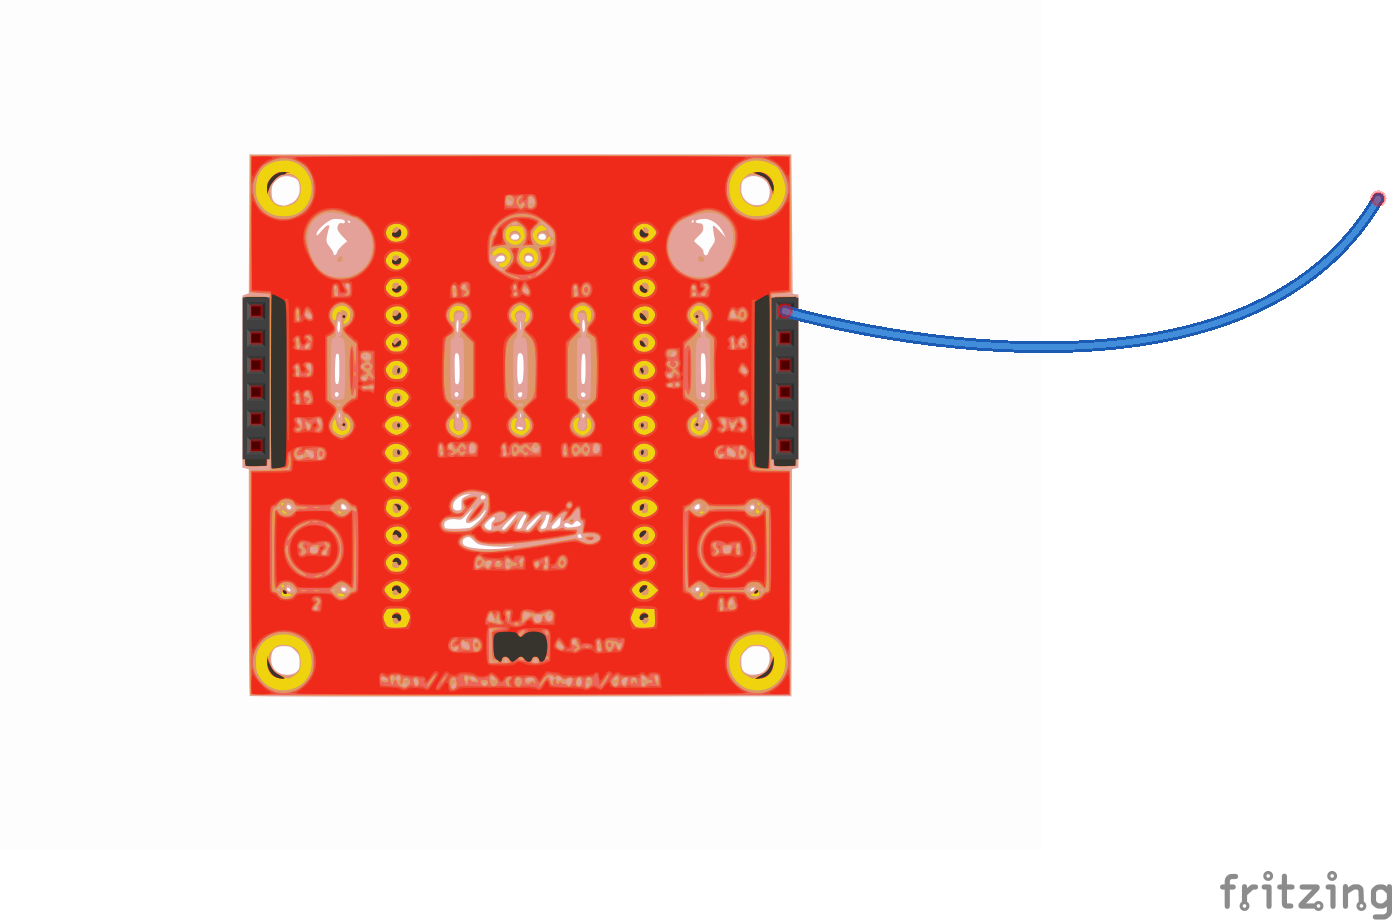 RGB
13
15
14
10
12
14
A0
12
16
13
4
15
5
3V3
3V3
GND
GND
150R
150R
150R
100R
100R
Dennis
Denbit v1.0
SW2
SW1
2
16
ALT_PWR
GND
4.5-10V
https://github.com/theapi/denbit
fritzing